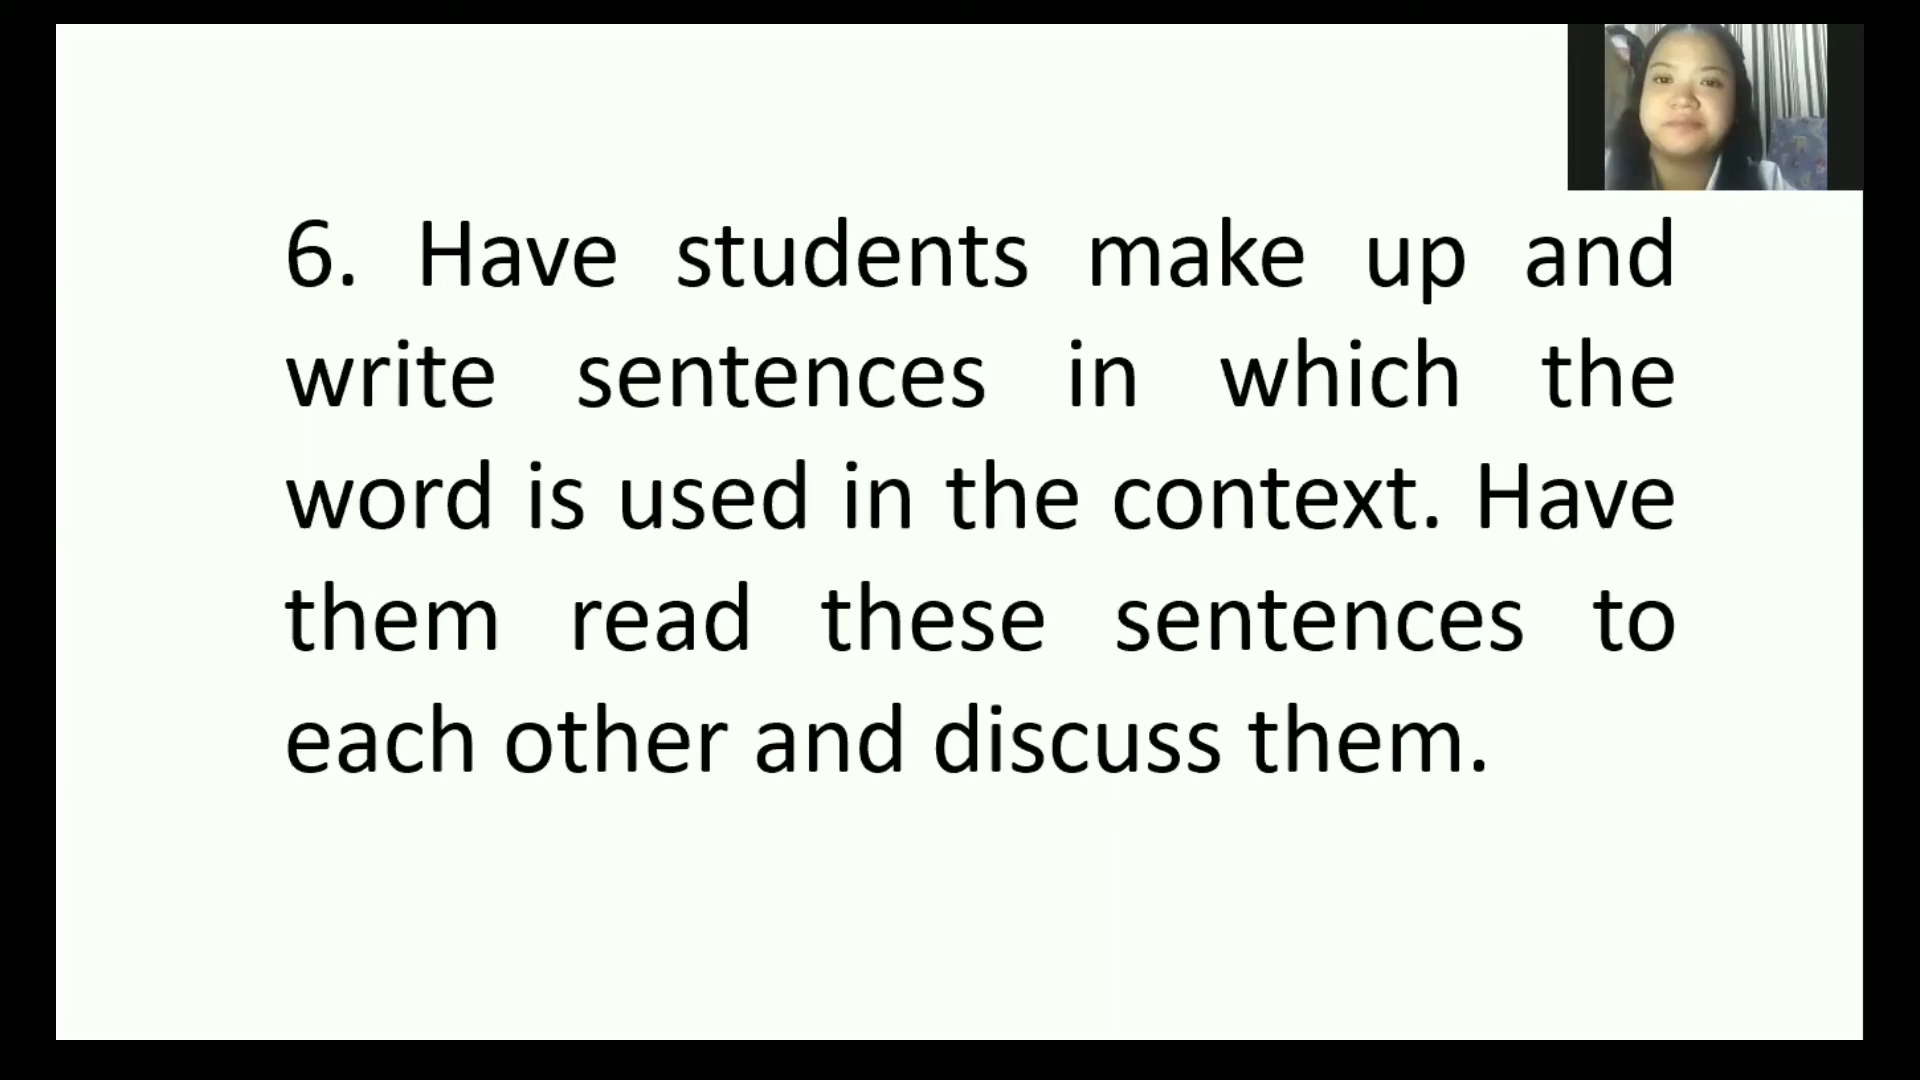 6. Have students make up and
write sentences in which the
word is used in the context. Have
them read these sentences to
each other and discuss them.